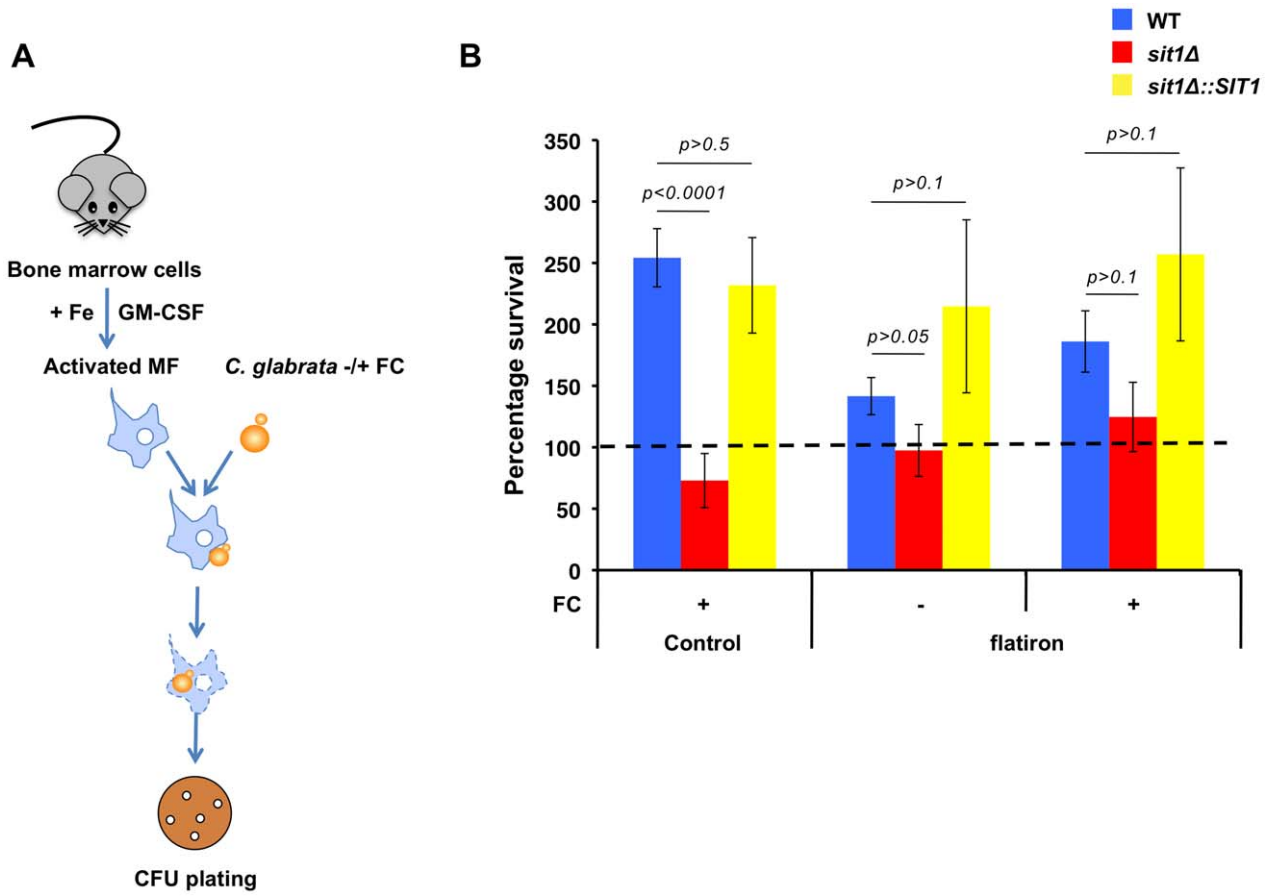 A
Bone marrow cells
+ Fe GM-CSF
Activated MF C. glabrata -/+ FC
CFU plating
B
WT
sit1Δ
sit1Δ::SIT1
Percentage survival
350
300
250
200
150
100
50
0
p>0.5
p<0.0001
p>0.1
p>0.05
p>0.1
p>0.1
FC + - +
Control flatiron